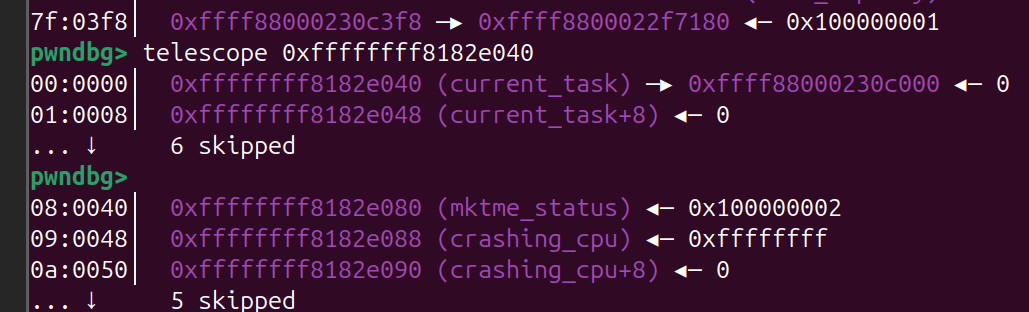 7f:03f8│ 0xffff88000230c3f8 —▸ 0xffff8800022f7180 ◂— 0x100000001
pwndbg> telescope 0xffffffff8182e040
00:0000│ 0xffffffff8182e040 (current_task) —▸ 0xffff88000230c000 ◂— 0
01:0008│ 0xffffffff8182e048 (current_task+8) ◂— 0
... ↓ 6 skipped
pwndbg>
08:0040│ 0xffffffff8182e080 (mktme_status) ◂— 0x100000002
09:0048│ 0xffffffff8182e088 (crashing_cpu) ◂— 0xffffffff
0a:0050│ 0xffffffff8182e090 (crashing_cpu+8) ◂— 0
... ↓ 5 skipped